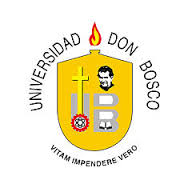 UNIVERSIDAD DON BOSCO
UDB
VITAM IMPENDERE VERO